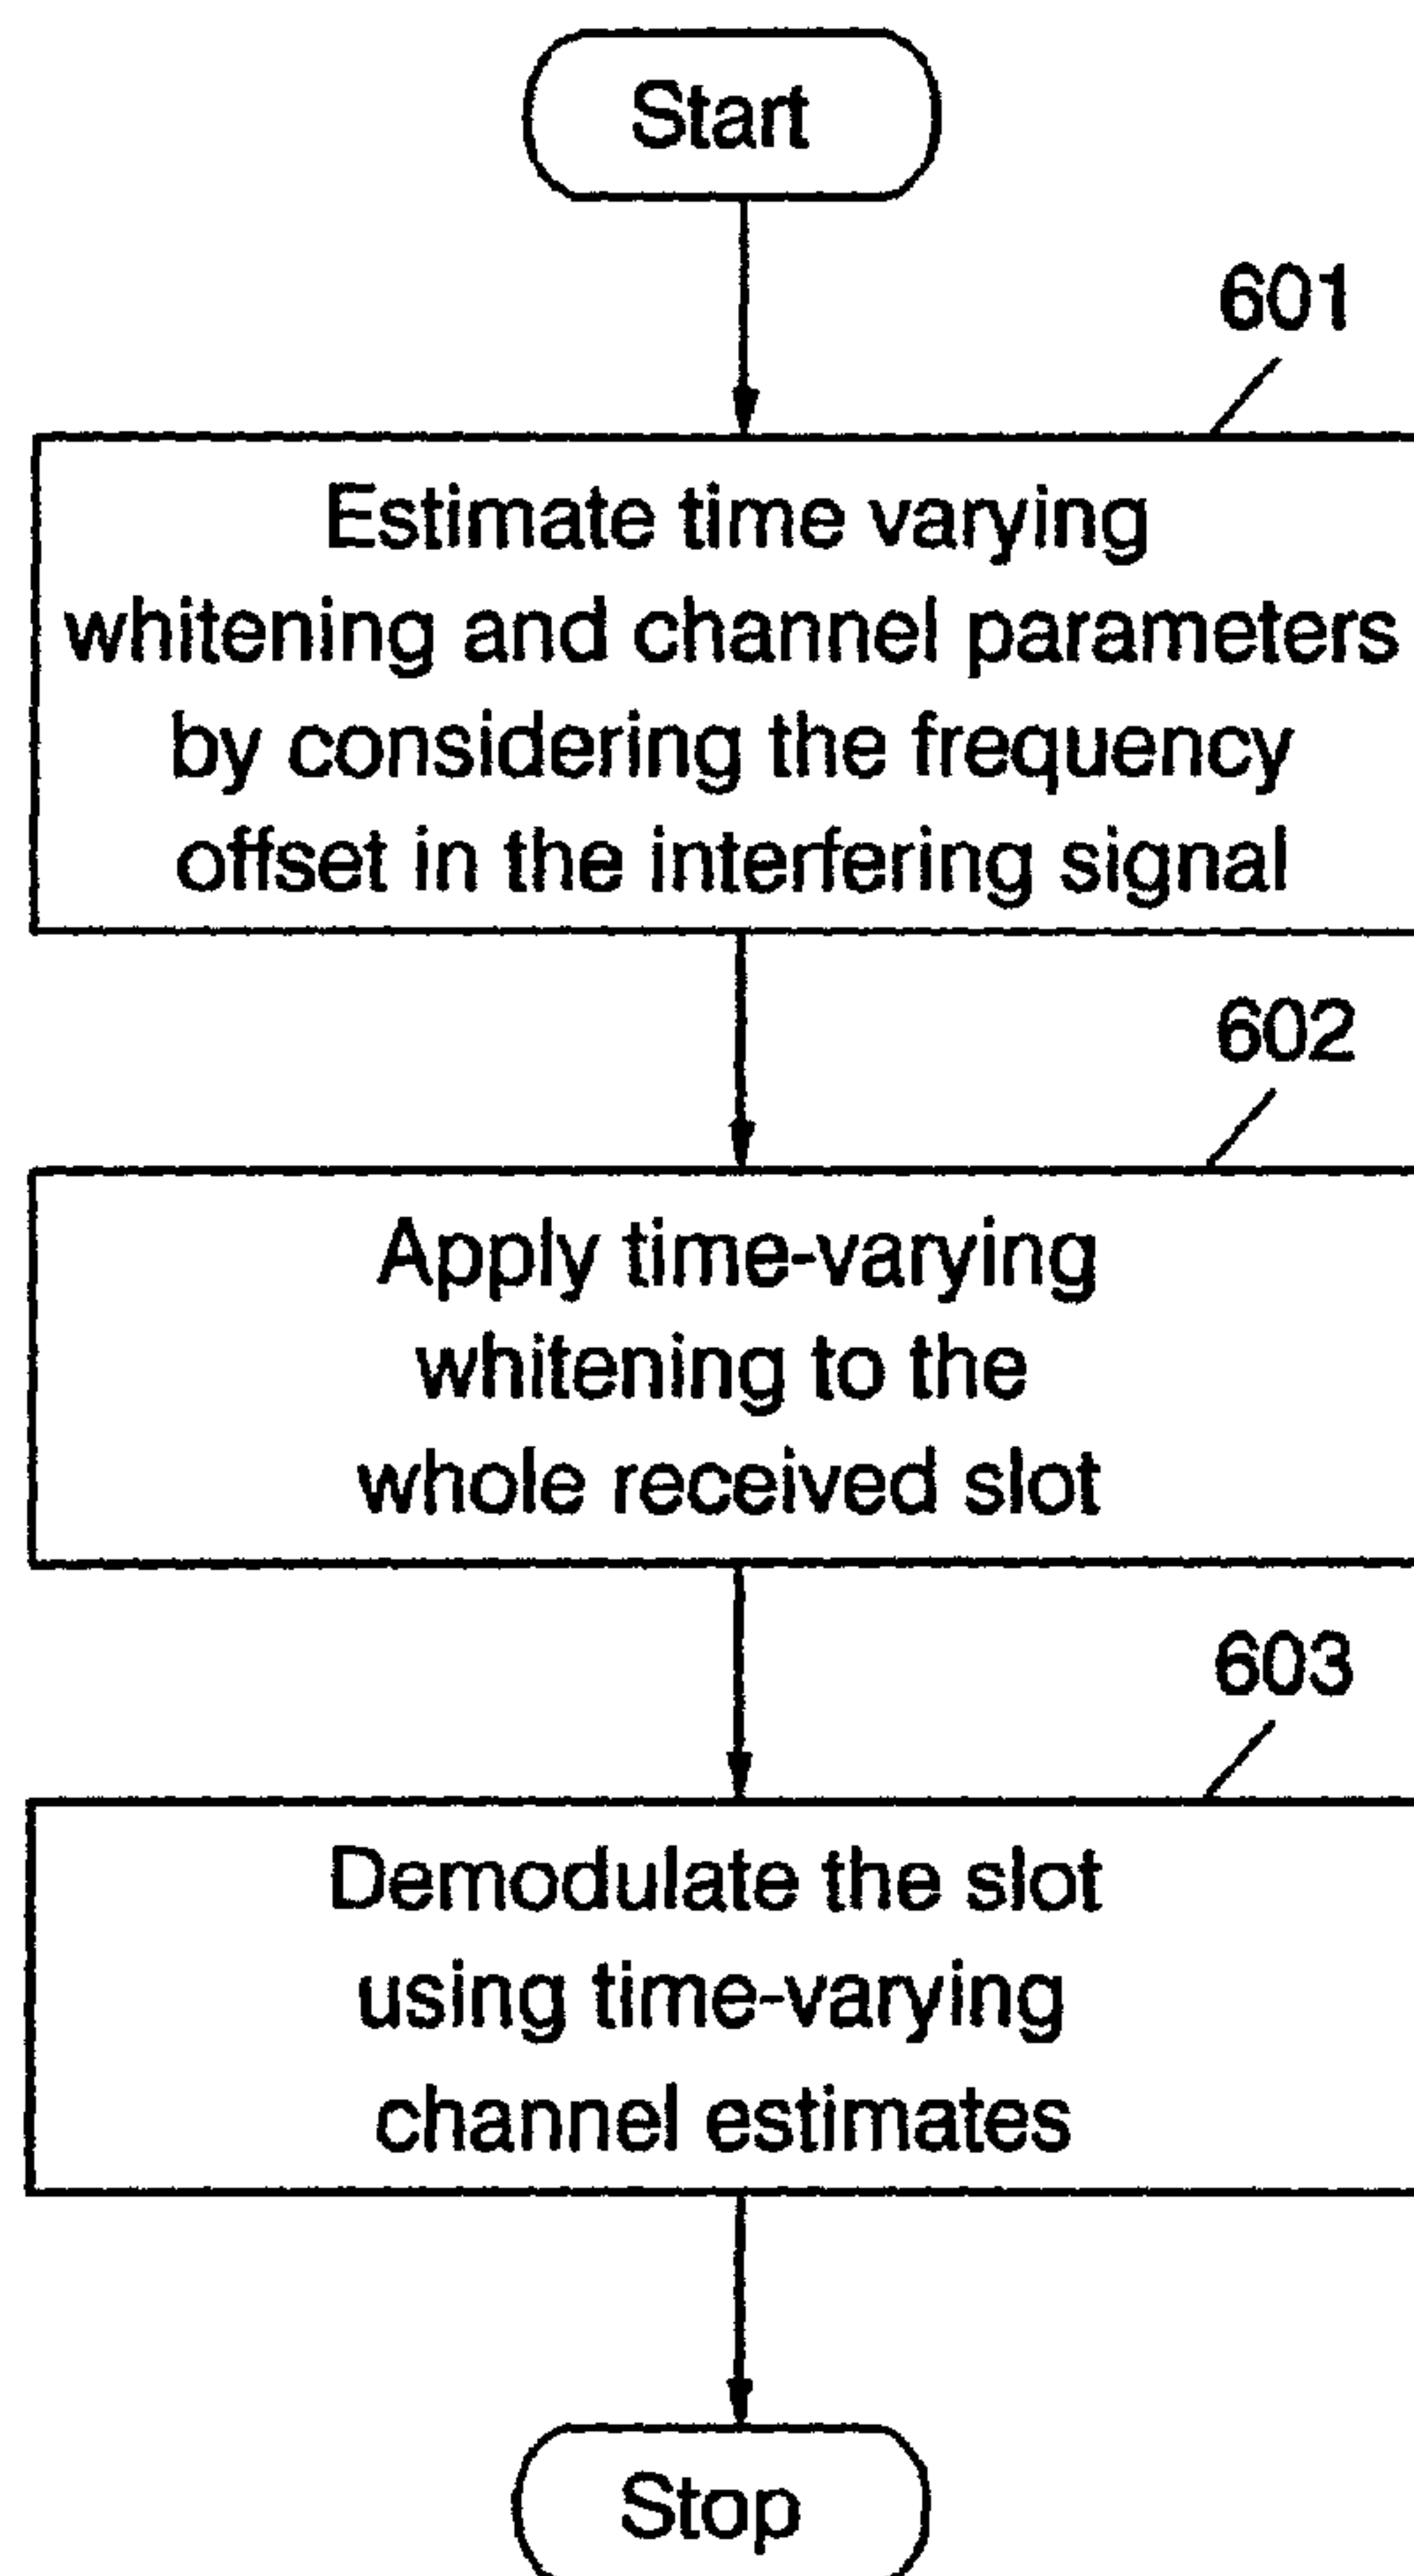 Start
601
Estimate time varying
whitening and channel parameters
by considering the frequency
offset in the interfering signal
602
Apply time-varying
whitening to the
whole received slot
603
Demodulate the slot
using time-varying
channel estimates
Stop